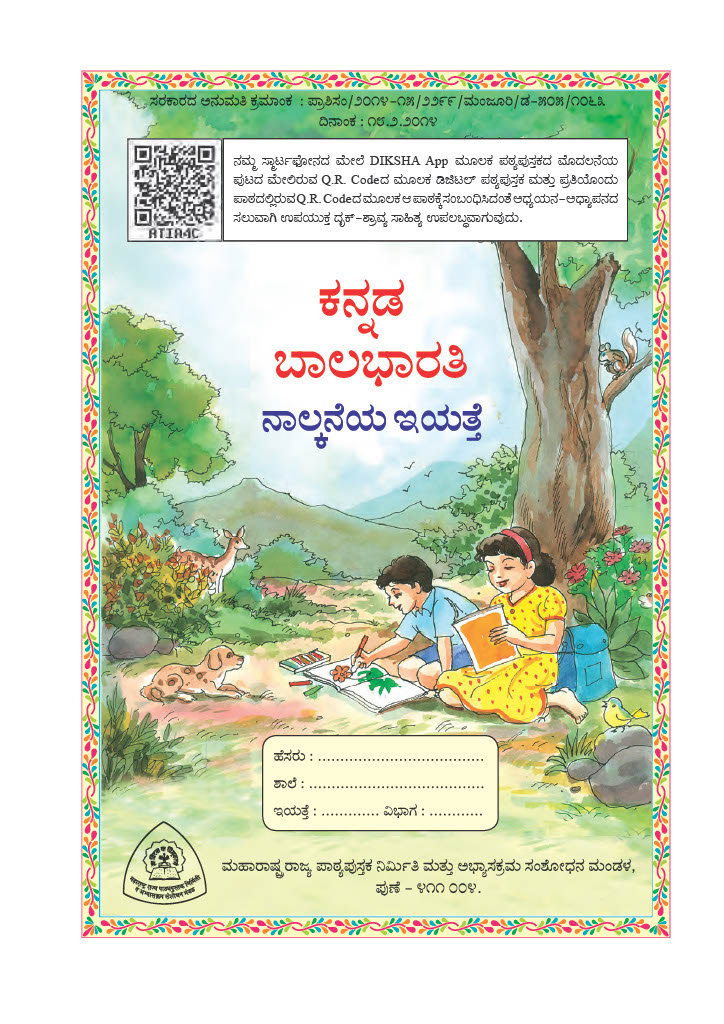 ಸರಕಾರದ ಅನುಮತಿ ಕ್ರಮಾಂಕ : ಪ್ರಾಶಿಸಂ/೨೦೧೪-೧೫/೨೨೯೯/ಮಂಜೂರಿ/ಡ-೫೦೫/೧೦೬೩
ದಿನಾಂಕ : ೧೮.೨.೨೦೧೪
ನಮ್ಮ ಸ್ಮಾರ್ಟಫೋನದ ಮೇಲೆ DIKSHA App ಮೂಲಕ ಪಠ್ಯಪುಸ್ತಕದ ಮೊದಲನೆಯ
ಪುಟದ ಮೇಲಿರುವ Q.R. Codeದ ಮೂಲಕ ಡಿಜಿಟಲ್ ಪಠ್ಯಪುಸ್ತಕ ಮತ್ತು ಪ್ರತಿಯೊಂದು
ಪಾಠದಲ್ಲಿರುವ Q.R. Codeದ ಮೂಲಕ ಆ ಪಾಠಕ್ಕೆ ಸಂಬಂಧಿಸಿದಂತೆ ಅಧ್ಯಯನ-ಅಧ್ಯಾಪನದ
ಸಲುವಾಗಿ ಉಪಯುಕ್ತ ದೃಕ್-ಶ್ರಾವ್ಯ ಸಾಹಿತ್ಯ ಉಪಲಬ್ಧವಾಗುವುದು.
ATIA4C
ಕನ್ನಡ
ಬಾಲಭಾರತಿ
ನಾಲ್ಕನೆಯ ಇಯತ್ತೆ
ಹೆಸರು : .....................................
ಶಾಲೆ : .......................................
ಇಯತ್ತೆ : ............. ವಿಭಾಗ : ............
ಮಹಾರಾಷ್ಟ್ರ ರಾಜ್ಯ ಪಾಠ್ಯಪುಸ್ತಕ ನಿರ್ಮಿತಿ ಮತ್ತು ಅಭ್ಯಾಸಕ್ರಮ ಸಂಶೋಧನ ಮಂಡಳ,
ಪುಣೆ - ೪೧೧ ೦೦೪.